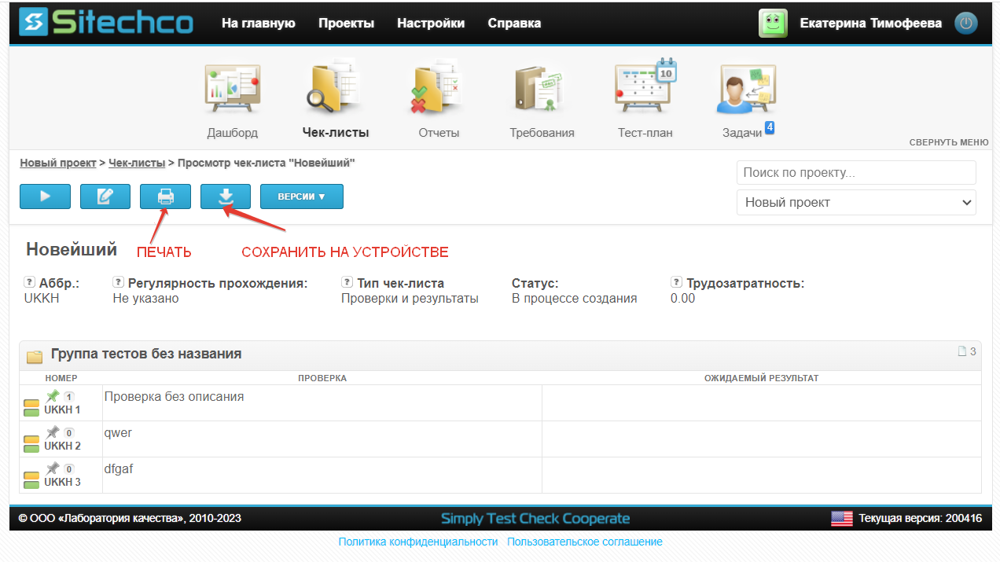 Sitechco На главную Проекты Настройки Справка Екатерина Тимофеева
10
Дашборд Чек-листы Отчеты Требования Тест-план Задачи 4
СВЕРНУТЬ МЕНЮ
Новый проект > Чек-листы > Просмотр чек-листа "Новейший"
Поиск по проекту...
ВЕРСИИ ▼
Новый проект
Новейший ПЕЧАТЬ СОХРАНИТЬ НА УСТРОЙСТВЕ
? Аббр.: ? Регулярность прохождения: ? Тип чек-листа Статус: ? Трудозатратность:
UKKH Не указано Проверки и результаты В процессе создания 0.00
Группа тестов без названия 3
НОМЕР ПРОВЕРКА ОЖИДАЕМЫЙ РЕЗУЛЬТАТ
1 Проверка без описания
UKKH 1
0 qwer
UKKH 2
0 dfgaf
UKKH 3
© ООО «Лаборатория качества», 2010-2023 Simply Test Check Cooperate Текущая версия: 200416
Политика конфиденциальности Пользовательское соглашение